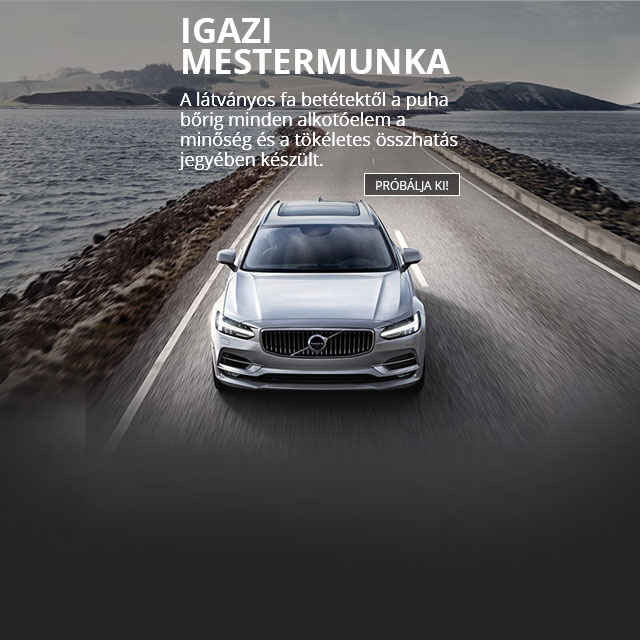 IGAZI
MESTERMUNKA
A látványos fa betétektől a puha
bőrig minden alkotóelem a
minőség és a tökéletes összhatás
jegyében készült.
PRÓBÁLJA KI!